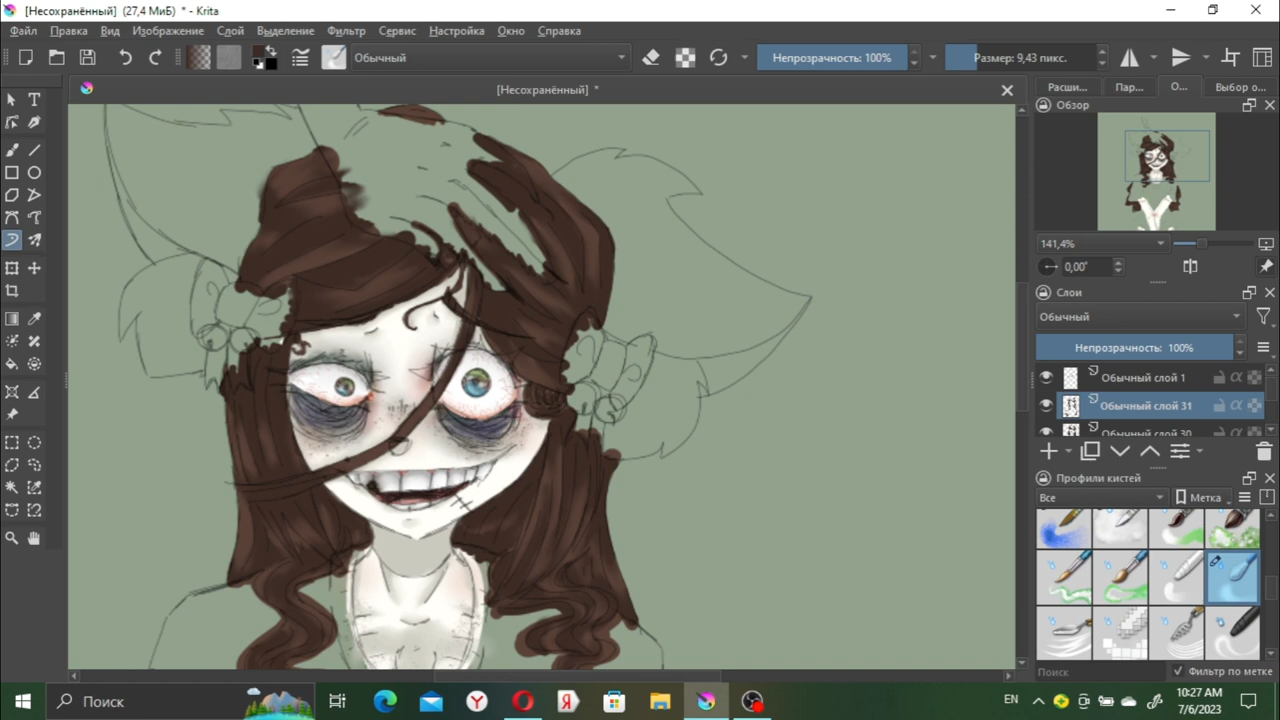 [Несохранённый] (27,4 МиБ) * - Krita
Файл Правка Вид Изображение Слой Выделение Фильтр Сервис Настройка Окно Справка
Обычный Непрозрачность: 100% Размер: 9,43 пикс.
[Несохранённый] *
Расши... Пар... О... Выбор о...
Обзор
141,4%
0,00°
Слои
Обычный
Непрозрачность: 100%
Обычный слой 1
Обычный слой 31
Обычный слой 30
Профили кистей
Все Метка
Поиск Фильтр по метке
Поиск EN 10:27 AM
7/6/2023